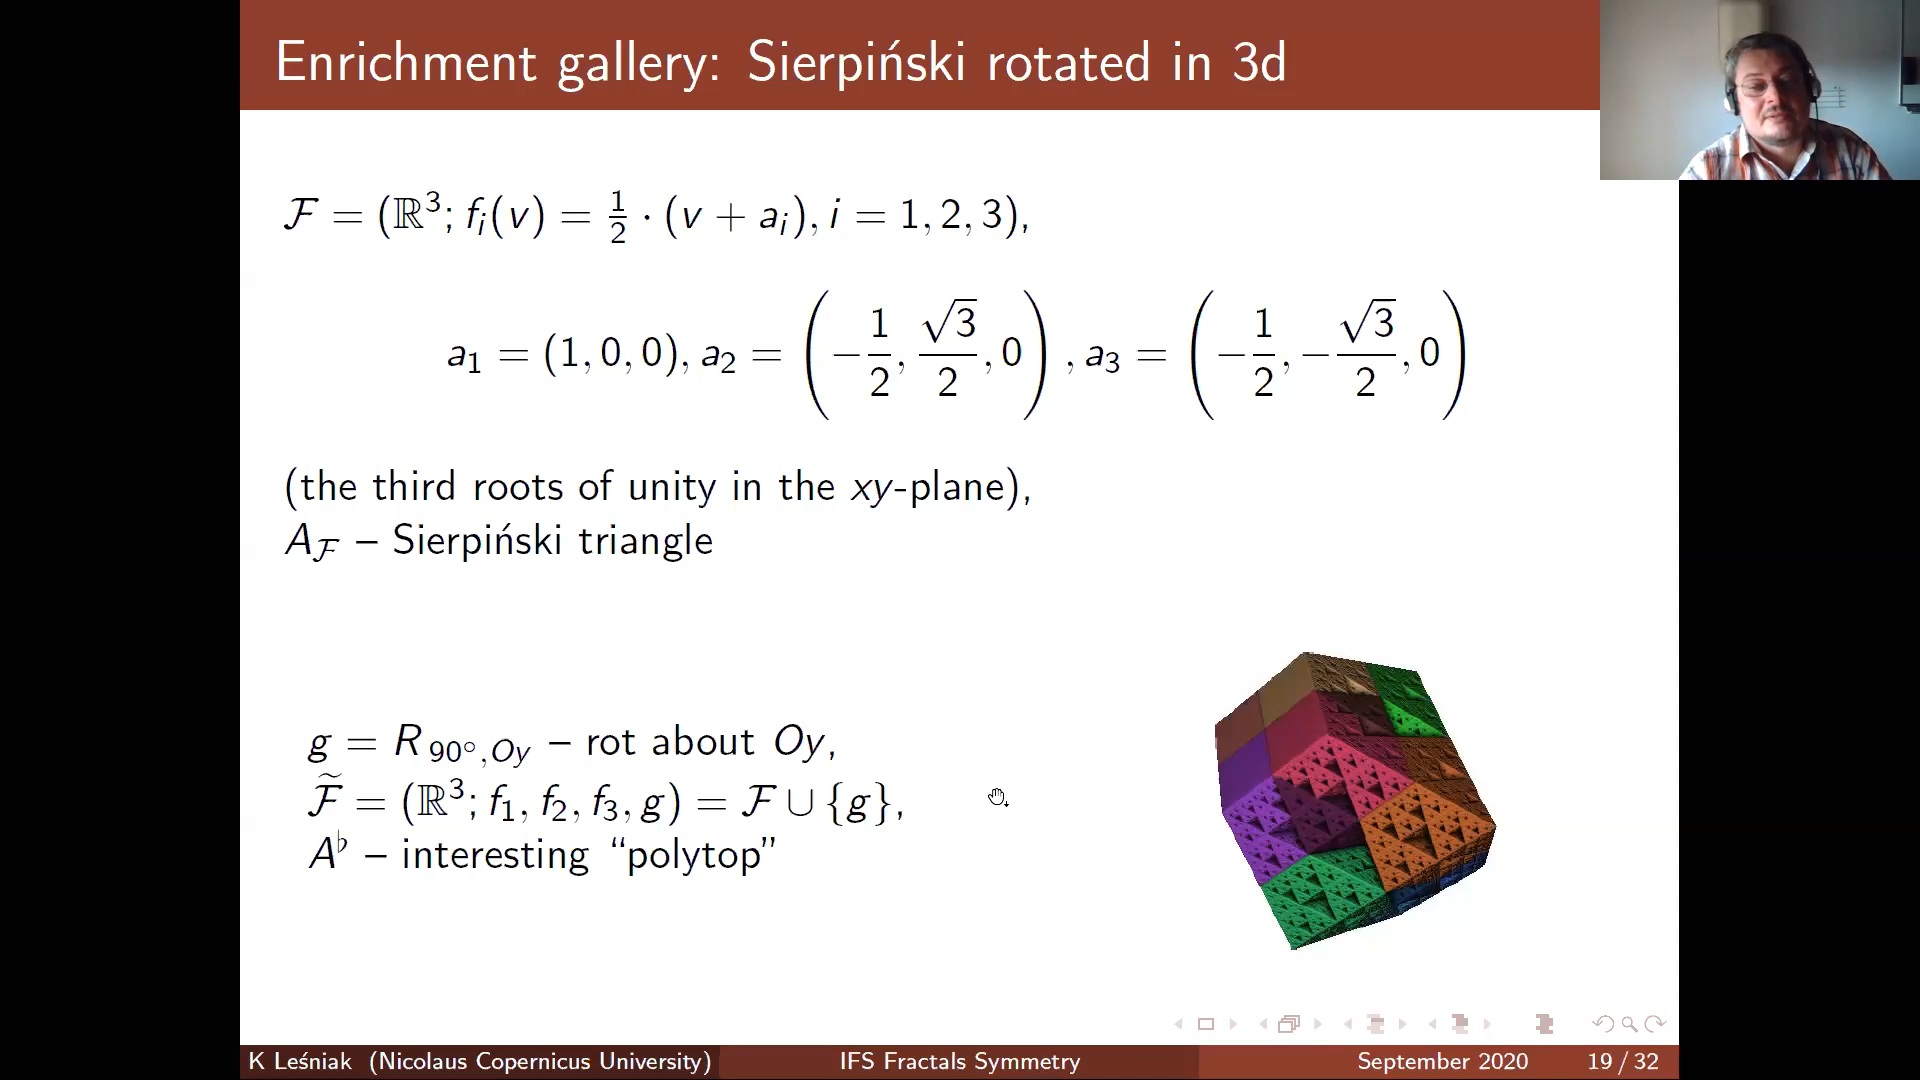 Enrichment gallery: Sierpiński rotated in 3d
ℱ = (ℝ³; fᵢ(v) = 1/2 · (v + aᵢ), i = 1, 2, 3),
a₁ = (1, 0, 0), a₂ = (−1/2, √3/2, 0), a₃ = (−1/2, −√3/2, 0)
(the third roots of unity in the xy-plane),
A_ℱ – Sierpiński triangle
g = R₉₀°,Oy – rot about Oy,
ℱ̃ = (ℝ³; f₁, f₂, f₃, g) = ℱ ∪ {g},
A♭ – interesting “polytop”
K Leśniak (Nicolaus Copernicus University) IFS Fractals Symmetry September 2020 19 / 32